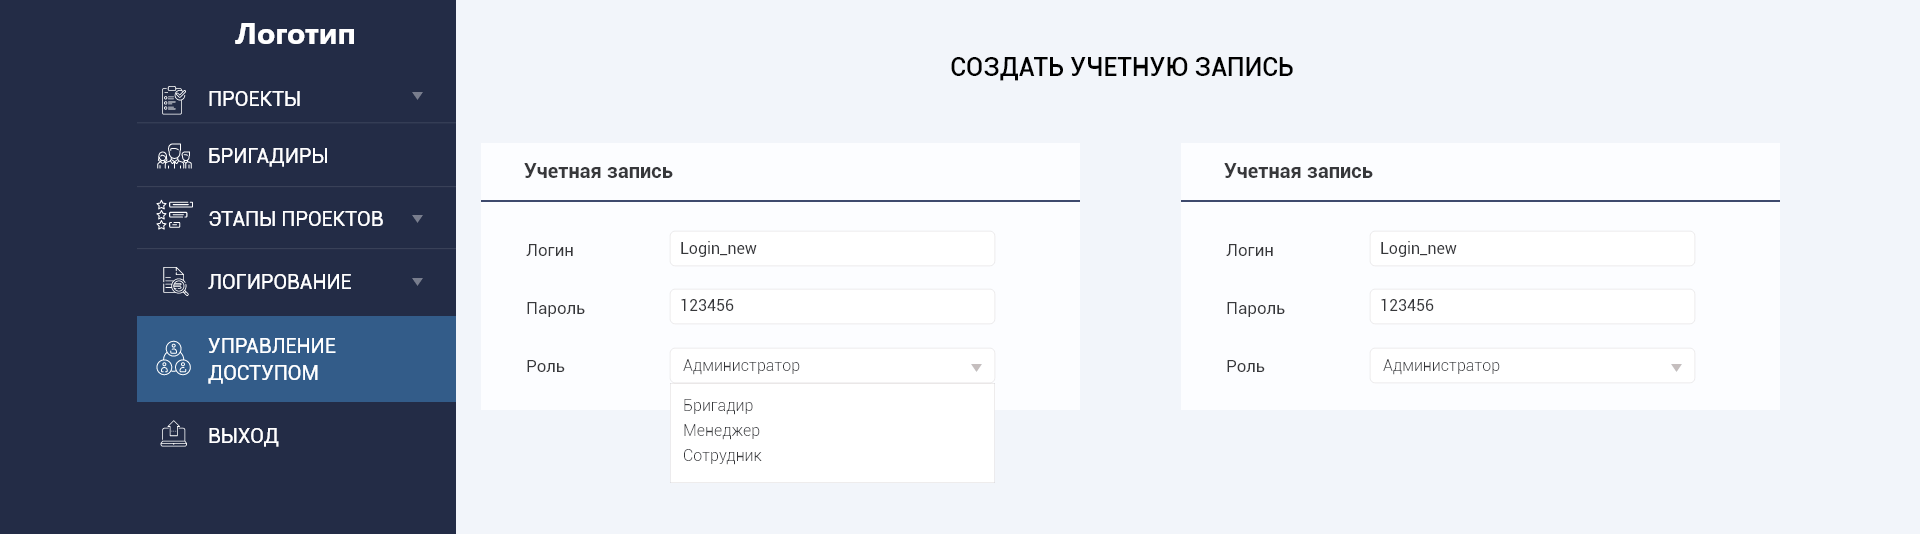 Логотип
ПРОЕКТЫ
БРИГАДИРЫ
ЭТАПЫ ПРОЕКТОВ
ЛОГИРОВАНИЕ
УПРАВЛЕНИЕ
ДОСТУПОМ
ВЫХОД
СОЗДАТЬ УЧЕТНУЮ ЗАПИСЬ
Учетная запись
Логин Login_new
Пароль 123456
Роль Администратор
Бригадир
Менеджер
Сотрудник
Учетная запись
Логин Login_new
Пароль 123456
Роль Администратор